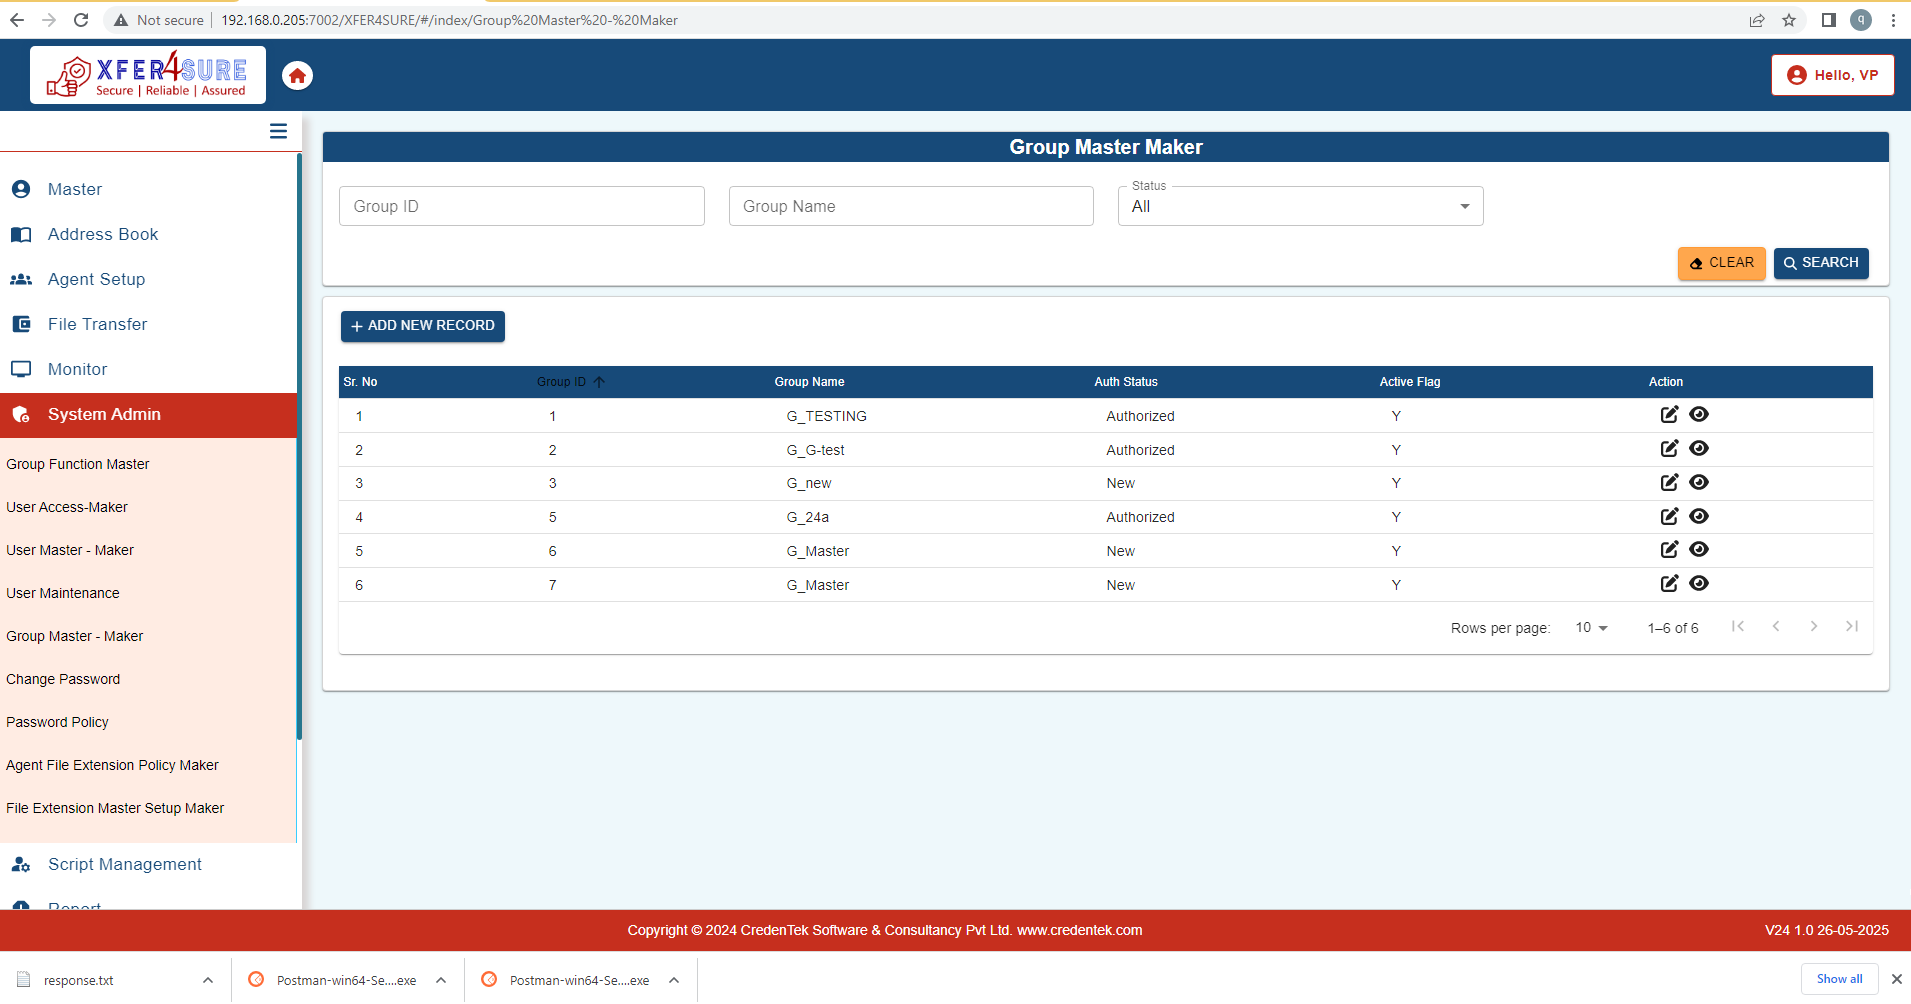 Not secure | 192.168.0.205:7002/XFER4SURE/#/index/Group%20Master%20-%20Maker
q
XFER4SURE
Secure | Reliable | Assured
Hello, VP
Master
Address Book
Agent Setup
File Transfer
Monitor
System Admin
Group Function Master
User Access-Maker
User Master - Maker
User Maintenance
Group Master - Maker
Change Password
Password Policy
Agent File Extension Policy Maker
File Extension Master Setup Maker
Script Management
Report
Group Master Maker
Group ID
Group Name
Status
All
CLEAR
SEARCH
+ ADD NEW RECORD
Sr. No Group ID Group Name Auth Status Active Flag Action
1 1 G_TESTING Authorized Y
2 2 G_G-test Authorized Y
3 3 G_new New Y
4 5 G_24a Authorized Y
5 6 G_Master New Y
6 7 G_Master New Y
Rows per page: 10 1–6 of 6
Copyright © 2024 CredenTek Software & Consultancy Pvt Ltd. www.credentek.com
V24 1.0 26-05-2025
response.txt
Postman-win64-Se....exe
Postman-win64-Se....exe
Show all